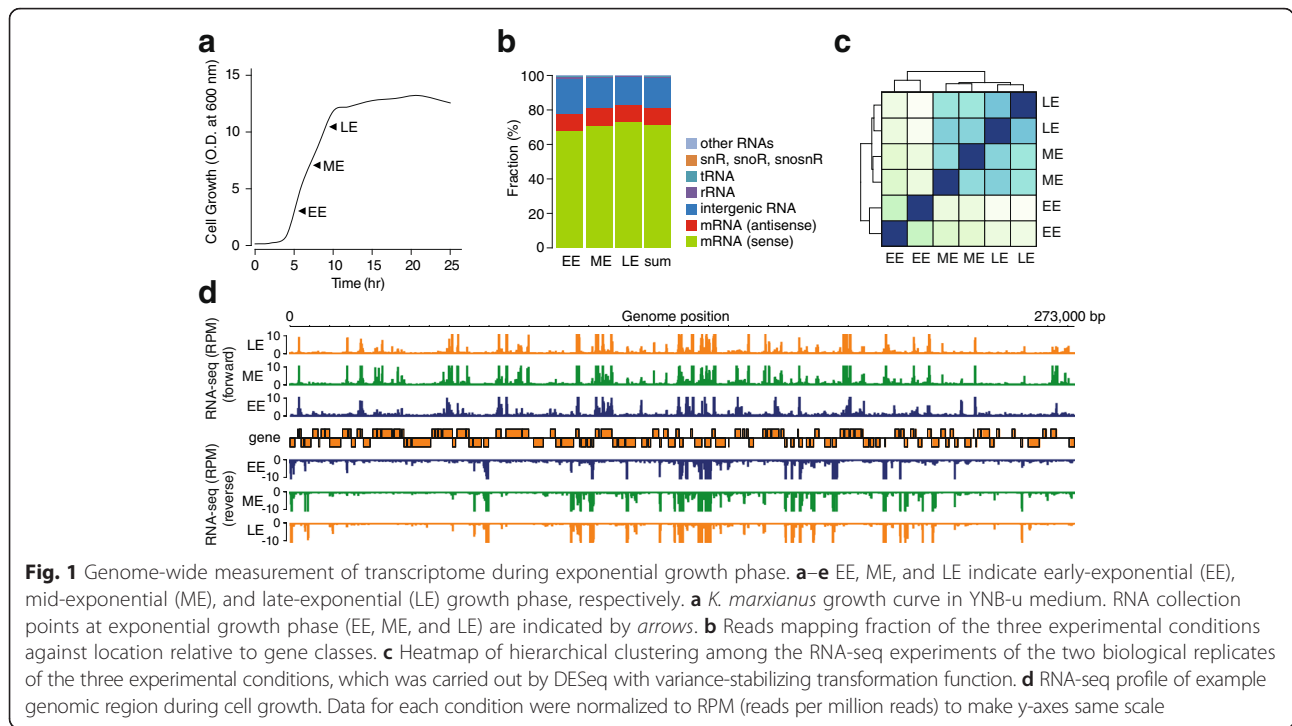 a
15
10
5
0
Cell Growth (O.D. at 600 nm)
LE
ME
EE
0 5 10 15 20 25
Time (hr)
b
100
80
60
40
20
0
Fraction (%)
EE ME LE sum
other RNAs
snR, snoR, snosnR
tRNA
rRNA
intergenic RNA
mRNA (antisense)
mRNA (sense)
c
LE
LE
ME
ME
EE
EE
EE EE ME ME LE LE
d
0 Genome position 273,000 bp
RNA-seq (RPM)
(forward)
LE 10
0
ME 10
0
EE 10
0
gene
RNA-seq (RPM)
(reverse)
EE 0
-10
ME 0
-10
LE 0
-10
Fig. 1 Genome-wide measurement of transcriptome during exponential growth phase. a–e EE, ME, and LE indicate early-exponential (EE),
mid-exponential (ME), and late-exponential (LE) growth phase, respectively. a K. marxianus growth curve in YNB-u medium. RNA collection
points at exponential growth phase (EE, ME, and LE) are indicated by arrows. b Reads mapping fraction of the three experimental conditions
against location relative to gene classes. c Heatmap of hierarchical clustering among the RNA-seq experiments of the two biological replicates
of the three experimental conditions, which was carried out by DESeq with variance-stabilizing transformation function. d RNA-seq profile of example
genomic region during cell growth. Data for each condition were normalized to RPM (reads per million reads) to make y-axes same scale